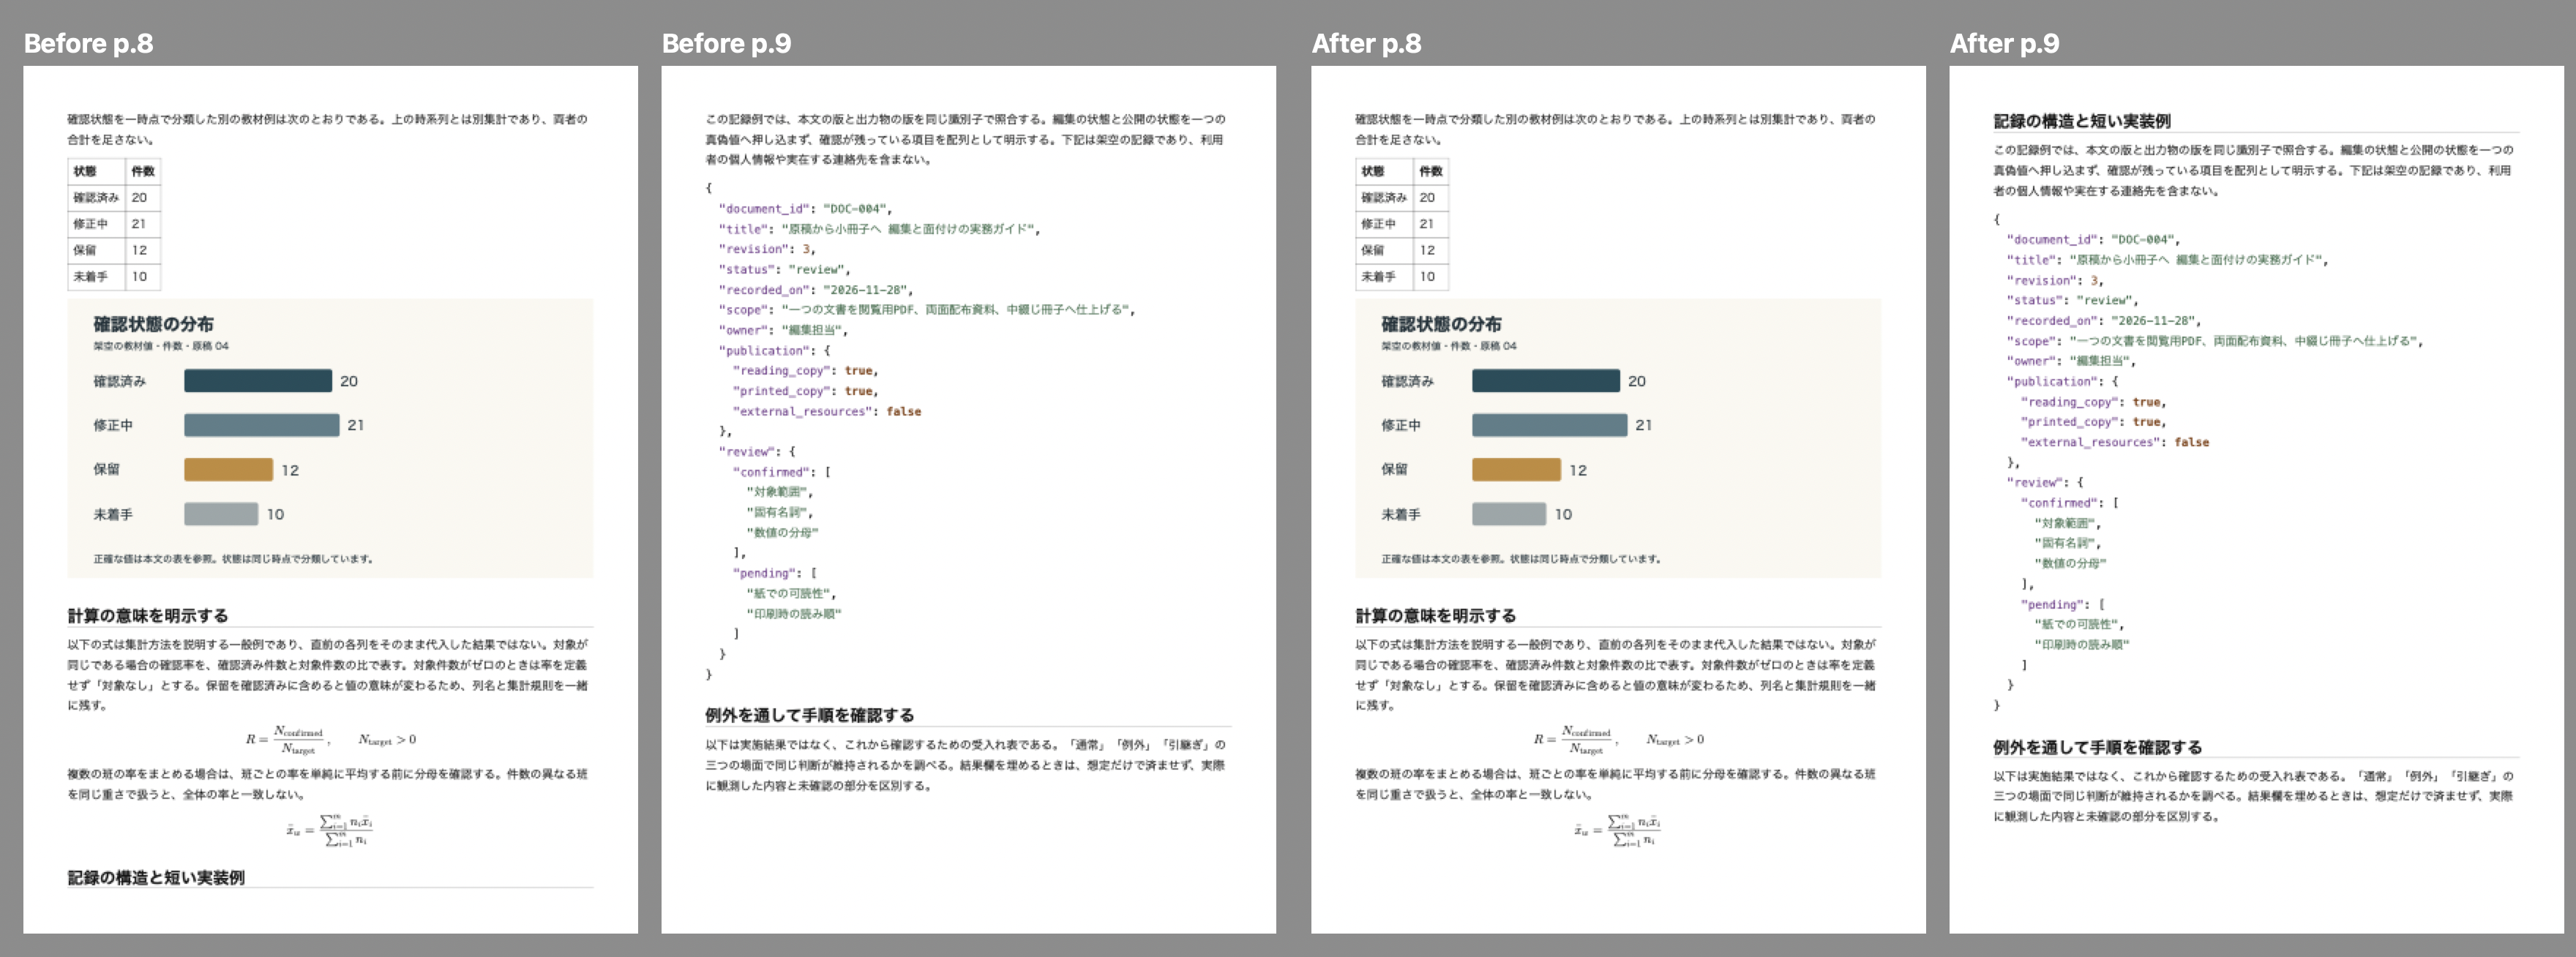 Before p.8
確認状態を一時点で分類した別の教材例は次のとおりである。上の時系列とは別集計であり、両者の
合計を足さない。
状態 件数
確認済み 20
修正中 21
保留 12
未着手 10
確認状態の分布
架空の教材値・件数・原稿 04
確認済み 20
修正中 21
保留 12
未着手 10
正確な値は本文の表を参照。状態は同じ時点で分類しています。
計算の意味を明示する
以下の式は集計方法を説明する一般例であり、直前の各列をそのまま代入した結果ではない。対象が
同じである場合の確認率を、確認済み件数と対象件数の比で表す。対象件数がゼロのときは率を定義
せず「対象なし」とする。保留を確認済みに含めると値の意味が変わるため、列名と集計規則を一緒
に残す。
R = N_confirmed / N_target , N_target > 0
複数の班の率をまとめる場合は、班ごとの率を単純に平均する前に分母を確認する。件数の異なる班
を同じ重さで扱うと、全体の率と一致しない。
x̄_w = ∑_{i=1}^{m} n_i x̄_i / ∑_{i=1}^{m} n_i
記録の構造と短い実装例
Before p.9
この記録例では、本文の版と出力物の版を同じ識別子で照合する。編集の状態と公開の状態を一つの
真偽値へ押し込まず、確認が残っている項目を配列として明示する。下記は架空の記録であり、利用
者の個人情報や実在する連絡先を含まない。
{
"document_id": "DOC-004",
"title": "原稿から小冊子へ 編集と面付けの実務ガイド",
"revision": 3,
"status": "review",
"recorded_on": "2026-11-28",
"scope": "一つの文書を閲覧用PDF、両面配布資料、中綴じ冊子へ仕上げる",
"owner": "編集担当",
"publication": {
"reading_copy": true,
"printed_copy": true,
"external_resources": false
},
"review": {
"confirmed": [
"対象範囲",
"固有名詞",
"数値の分母"
],
"pending": [
"紙での可読性",
"印刷時の読み順"
]
}
}
例外を通して手順を確認する
以下は実施結果ではなく、これから確認するための受入れ表である。「通常」「例外」「引継ぎ」の
三つの場面で同じ判断が維持されるかを調べる。結果欄を埋めるときは、想定だけで済ませず、実際
に観測した内容と未確認の部分を区別する。
After p.8
確認状態を一時点で分類した別の教材例は次のとおりである。上の時系列とは別集計であり、両者の
合計を足さない。
状態 件数
確認済み 20
修正中 21
保留 12
未着手 10
確認状態の分布
架空の教材値・件数・原稿 04
確認済み 20
修正中 21
保留 12
未着手 10
正確な値は本文の表を参照。状態は同じ時点で分類しています。
計算の意味を明示する
以下の式は集計方法を説明する一般例であり、直前の各列をそのまま代入した結果ではない。対象が
同じである場合の確認率を、確認済み件数と対象件数の比で表す。対象件数がゼロのときは率を定義
せず「対象なし」とする。保留を確認済みに含めると値の意味が変わるため、列名と集計規則を一緒
に残す。
R = N_confirmed / N_target , N_target > 0
複数の班の率をまとめる場合は、班ごとの率を単純に平均する前に分母を確認する。件数の異なる班
を同じ重さで扱うと、全体の率と一致しない。
x̄_w = ∑_{i=1}^{m} n_i x̄_i / ∑_{i=1}^{m} n_i
After p.9
記録の構造と短い実装例
この記録例では、本文の版と出力物の版を同じ識別子で照合する。編集の状態と公開の状態を一つの
真偽値へ押し込まず、確認が残っている項目を配列として明示する。下記は架空の記録であり、利用
者の個人情報や実在する連絡先を含まない。
{
"document_id": "DOC-004",
"title": "原稿から小冊子へ 編集と面付けの実務ガイド",
"revision": 3,
"status": "review",
"recorded_on": "2026-11-28",
"scope": "一つの文書を閲覧用PDF、両面配布資料、中綴じ冊子へ仕上げる",
"owner": "編集担当",
"publication": {
"reading_copy": true,
"printed_copy": true,
"external_resources": false
},
"review": {
"confirmed": [
"対象範囲",
"固有名詞",
"数値の分母"
],
"pending": [
"紙での可読性",
"印刷時の読み順"
]
}
}
例外を通して手順を確認する
以下は実施結果ではなく、これから確認するための受入れ表である。「通常」「例外」「引継ぎ」の
三つの場面で同じ判断が維持されるかを調べる。結果欄を埋めるときは、想定だけで済ませず、実際
に観測した内容と未確認の部分を区別する。